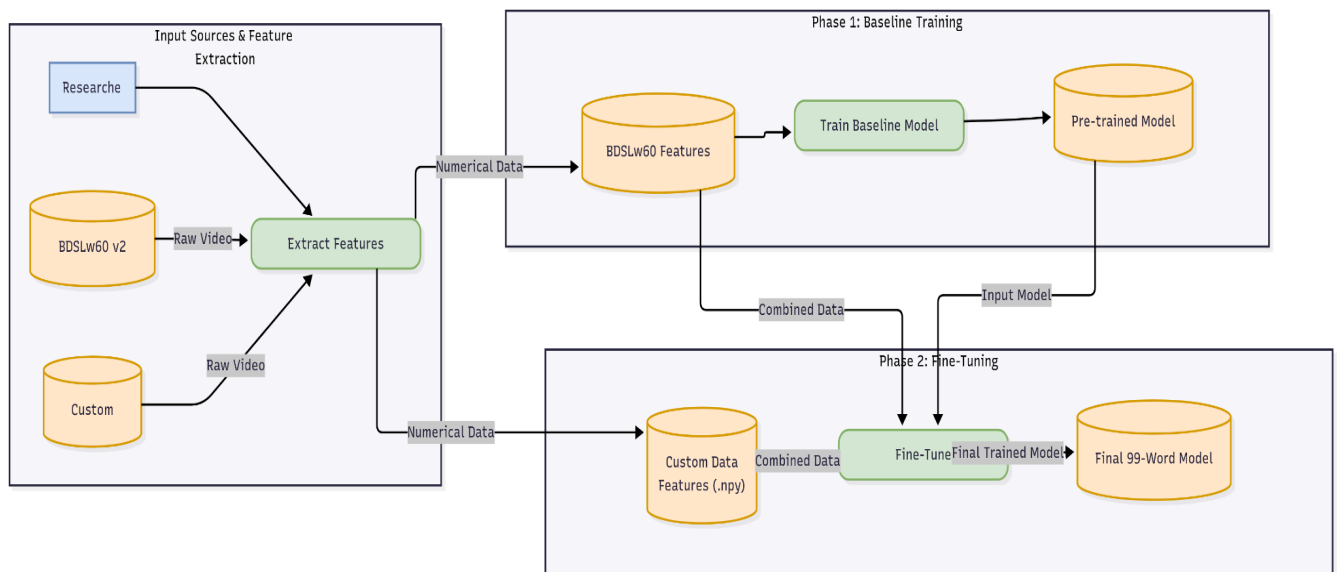 Input Sources & Feature
Extraction
Researche
BDSLw60 v2
Raw Video
Extract Features
Raw Video
Custom
Numerical Data
Numerical Data
Phase 1: Baseline Training
BDSLw60 Features
Train Baseline Model
Pre-trained Model
Combined Data
Input Model
Phase 2: Fine-Tuning
Custom Data
Features (.npy)
Combined Data
Fine-Tune
Final Trained Model
Final 99-Word Model